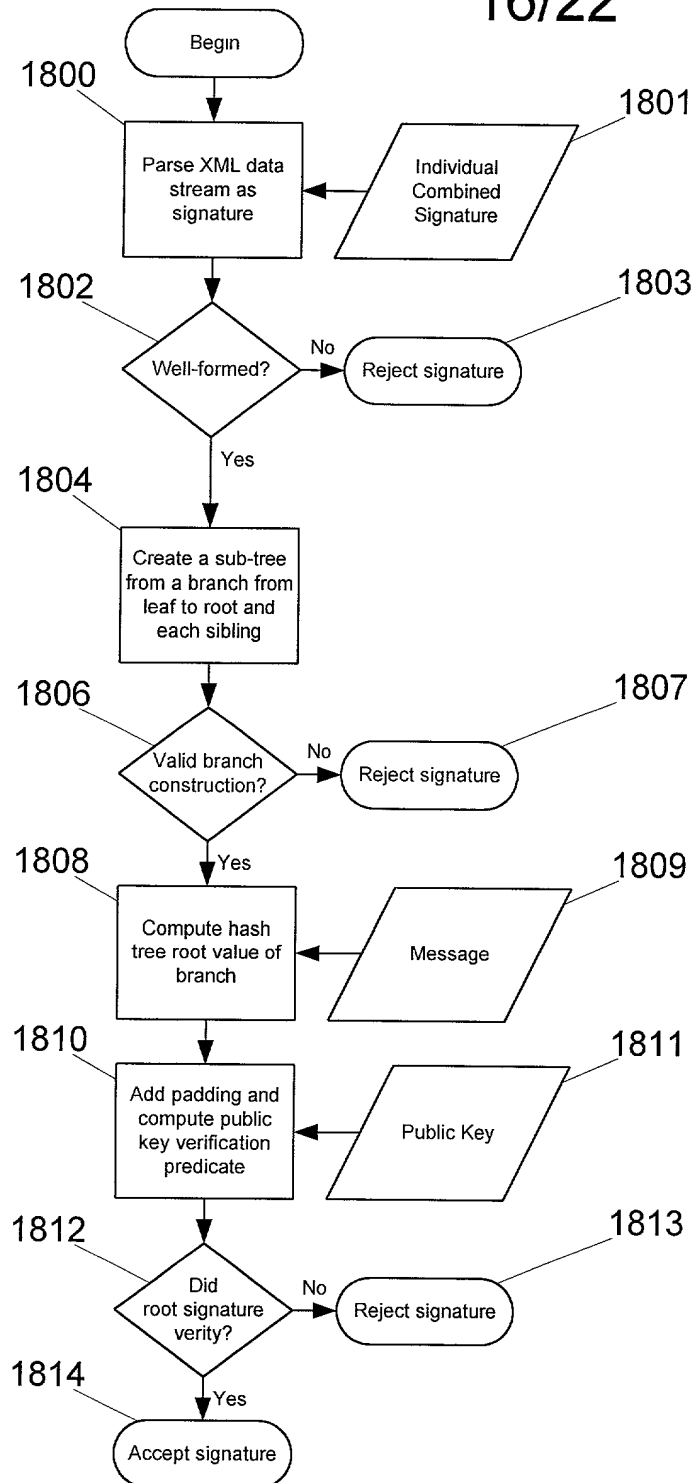 16/22
Begin
1800
1801
Parse XML data
stream as
signature
Individual
Combined
Signature
1802
1803
Well-formed?
No
Reject signature
Yes
1804
Create a sub-tree
from a branch from
leaf to root and
each sibling
1806
1807
Valid branch
construction?
No
Reject signature
Yes
1808
1809
Compute hash
tree root value of
branch
Message
1810
1811
Add padding and
compute public
key verification
predicate
Public Key
1812
1813
Did
root signature
verity?
No
Reject signature
1814
Yes
Accept signature